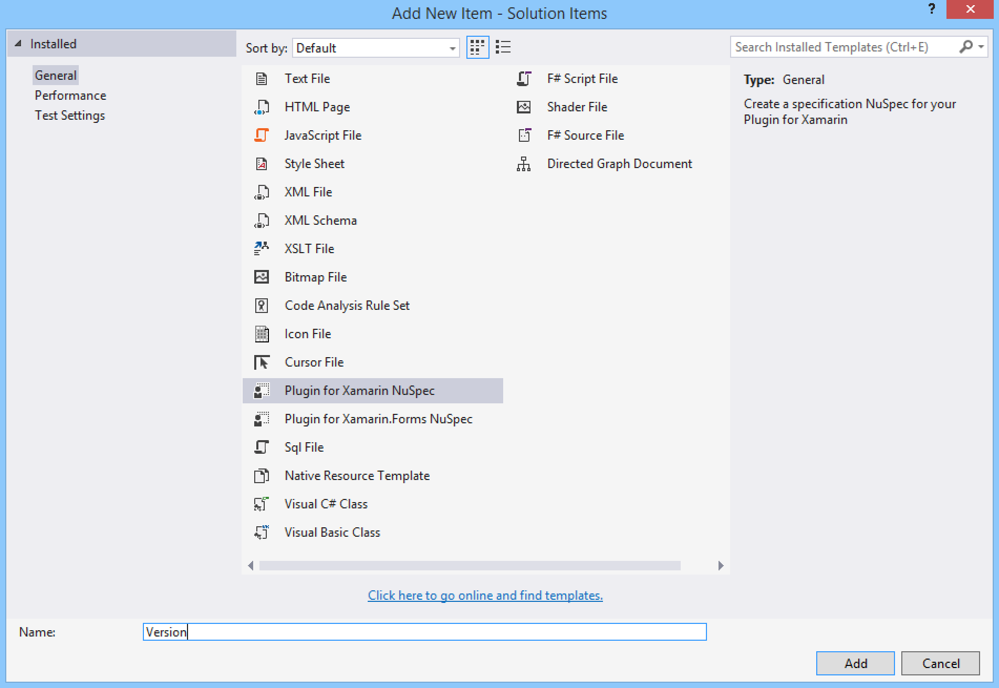 Add New Item - Solution Items
?
Installed
General
Performance
Test Settings
Sort by: Default
Search Installed Templates (Ctrl+E)
Text File
HTML Page
JavaScript File
Style Sheet
XML File
XML Schema
XSLT File
Bitmap File
Code Analysis Rule Set
Icon File
Cursor File
Plugin for Xamarin NuSpec
Plugin for Xamarin.Forms NuSpec
Sql File
Native Resource Template
Visual C# Class
Visual Basic Class
F# Script File
Shader File
F# Source File
Directed Graph Document
Type: General
Create a specification NuSpec for your
Plugin for Xamarin
Click here to go online and find templates.
Name: Version
Add
Cancel